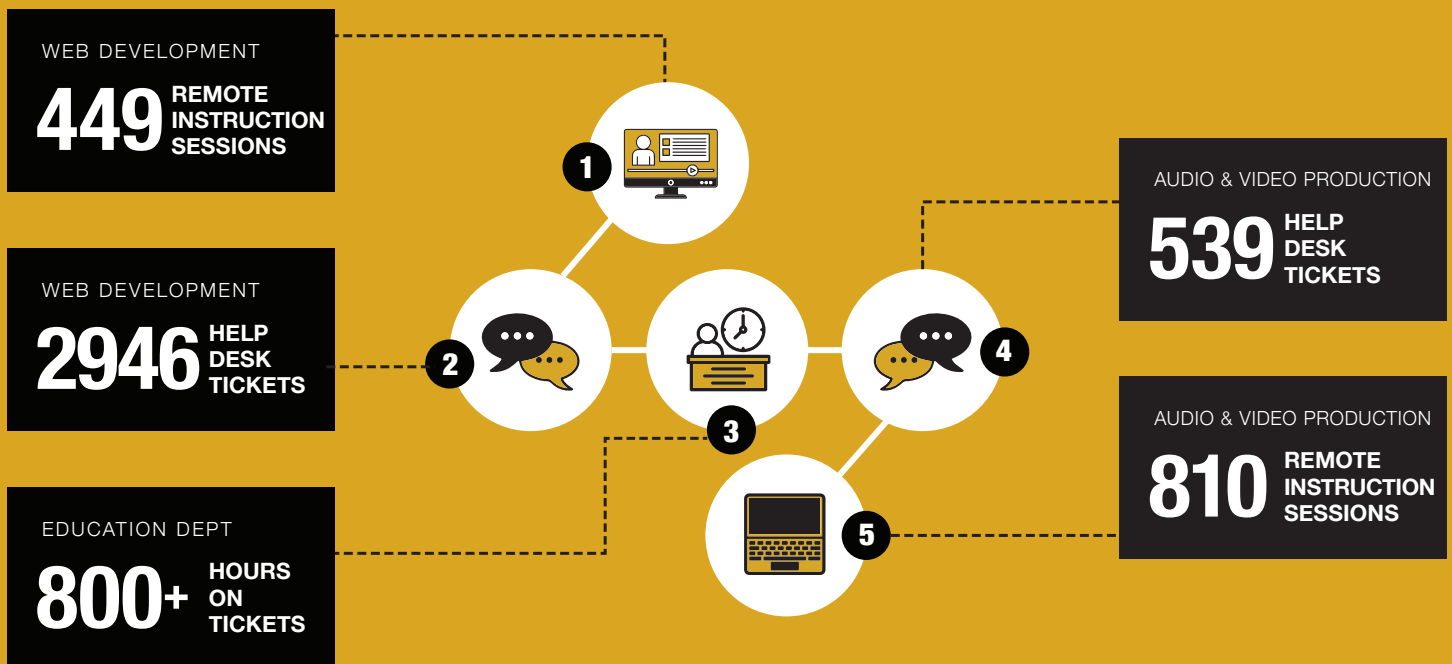 WEB DEVELOPMENT
449
REMOTE
INSTRUCTION
SESSIONS
1
WEB DEVELOPMENT
2946
HELP
DESK
TICKETS
2
EDUCATION DEPT
800+
HOURS
ON
TICKETS
3
AUDIO & VIDEO PRODUCTION
539
HELP
DESK
TICKETS
4
AUDIO & VIDEO PRODUCTION
810
REMOTE
INSTRUCTION
SESSIONS
5